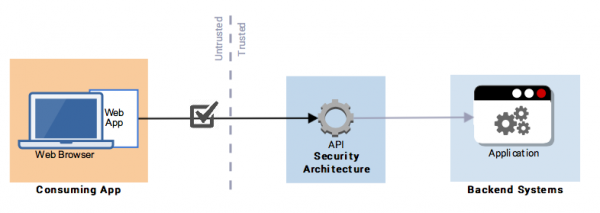 Untrusted
Trusted
Web
App
Web Browser
Consuming App
API
Security
Architecture
Application
Backend Systems